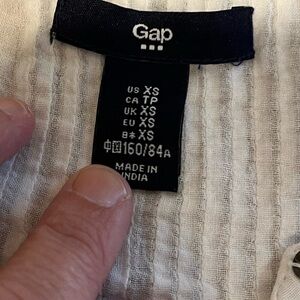 Gap
US XS
CA TP
UK XS
EU XS
B* XS
中国160/84A
MADE IN
INDIA